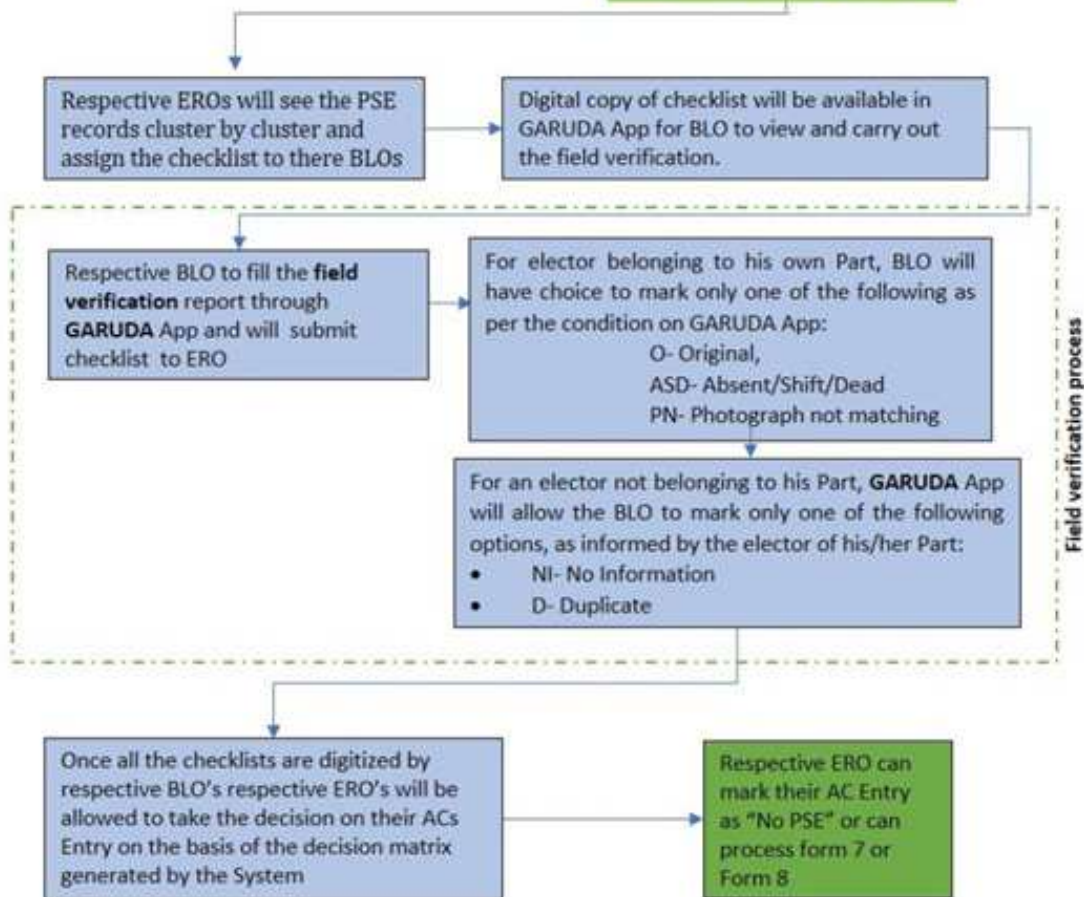 Respective EROs will see the PSE
records cluster by cluster and
assign the checklist to there BLOs
Digital copy of checklist will be available in
GARUDA App for BLO to view and carry out
the field verification.
Respective BLO to fill the field
verification report through
GARUDA App and will submit
checklist to ERO
For elector belonging to his own Part, BLO will
have choice to mark only one of the following as
per the condition on GARUDA App:
O- Original,
ASD- Absent/Shift/Dead
PN- Photograph not matching
For an elector not belonging to his Part, GARUDA App
will allow the BLO to mark only one of the following
options, as informed by the elector of his/her Part:
• NI- No Information
• D- Duplicate
Field verification process
Once all the checklists are digitized by
respective BLO's respective ERO's will be
allowed to take the decision on their ACs
Entry on the basis of the decision matrix
generated by the System
Respective ERO can
mark their AC Entry
as "No PSE" or can
process form 7 or
Form 8